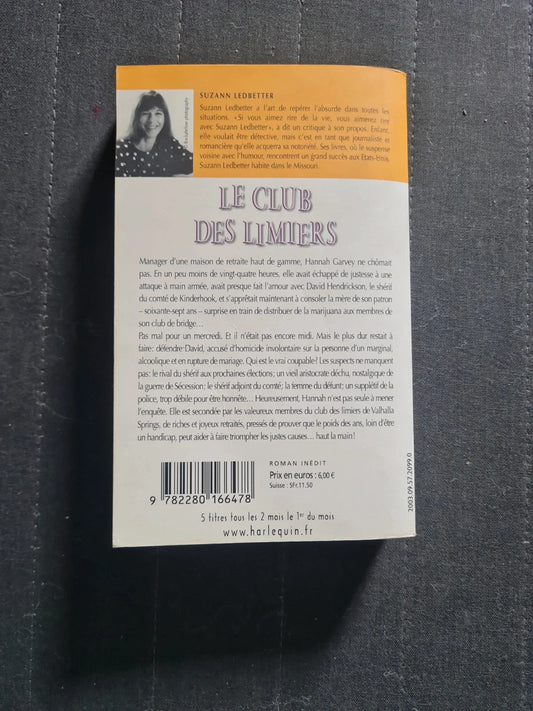 SUZANN LEDBETTER
Suzann Ledbetter a l'art de repérer l'absurde dans toutes les
situations. «Si vous aimez rire de la vie, vous aimerez rire
avec Suzann Ledbetter», a dit un critique à son propos. Enfant,
elle voulait être détective, mais c'est en tant que journaliste et
romancière qu'elle acquerra sa notoriété. Ses livres, où le suspense
voisine avec l'humour, rencontrent un grand succès aux Etats-Unis.
Suzann Ledbetter habite dans le Missouri.
LE CLUB
DES LIMIERS
Manager d'une maison de retraite haut de gamme, Hannah Garvey ne chômait
pas. En un peu moins de vingt-quatre heures, elle avait échappé de justesse à une
attaque à main armée, avait presque fait l'amour avec David Hendrickson, le shérif
du comté de Kinderhook, et s'apprêtait maintenant à consoler la mère de son patron
– soixante-sept ans – surprise en train de distribuer de la marijuana aux membres de
son club de bridge…
Pas mal pour un mercredi. Et il n'était pas encore midi. Mais le plus dur restait à
faire : défendre David, accusé d'homicide involontaire sur la personne d'un marginal,
alcoolique et en rupture de mariage. Qui est le vrai coupable? Les suspects ne manquent
pas : le rival du shérif aux prochaines élections; un vieil aristocrate déchu, nostalgique
de la guerre de Sécession; le shérif adjoint du comté; la femme du défunt; un supplétif de la
police, trop débile pour être honnête… Heureusement, Hannah n'est pas seule à mener
l'enquête. Elle est secondée par les valeureux membres du club des limiers de Valhalla
Springs, de riches et joyeux retraités, pressés de prouver que le poids des ans, loin d'être
un handicap, peut aider à faire triompher les justes causes… haut la main!
ROMAN INÉDIT
Prix en euros : 6,00 €
Suisse : SFr.11.50
9 782280 166478
5 titres tous les 2 mois le 1er du mois
www.harlequin.fr
2003.09.57.2099.0